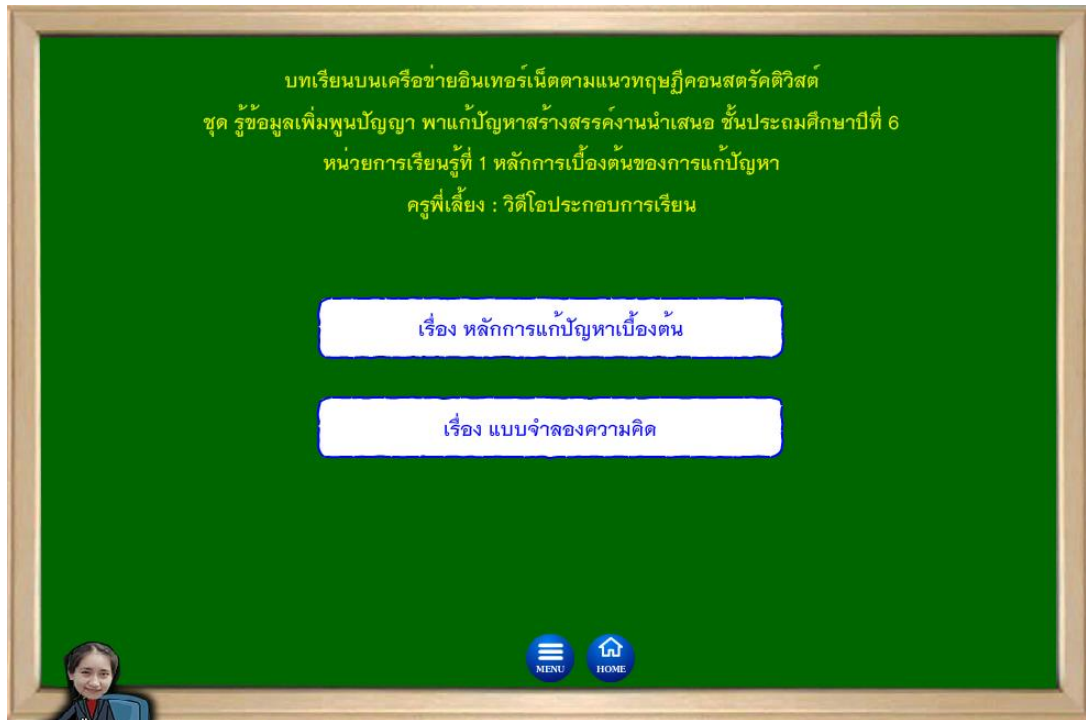 บทเรียนบนเครือข่ายอินเทอร์เน็ตตามแนวทฤษฎีคอนสตรัคติวิสต์
ชุด รู้ข้อมูลเพิ่มพูนปัญญา พาแก้ปัญหาสร้างสรรค์งานนำเสนอ ชั้นประถมศึกษาปีที่ 6
หน่วยการเรียนรู้ที่ 1 หลักการเบื้องต้นของการแก้ปัญหา
ครูพี่เลี้ยง : วิดีโอประกอบการเรียน
เรื่อง หลักการแก้ปัญหาเบื้องต้น
เรื่อง แบบจำลองความคิด
MENU HOME